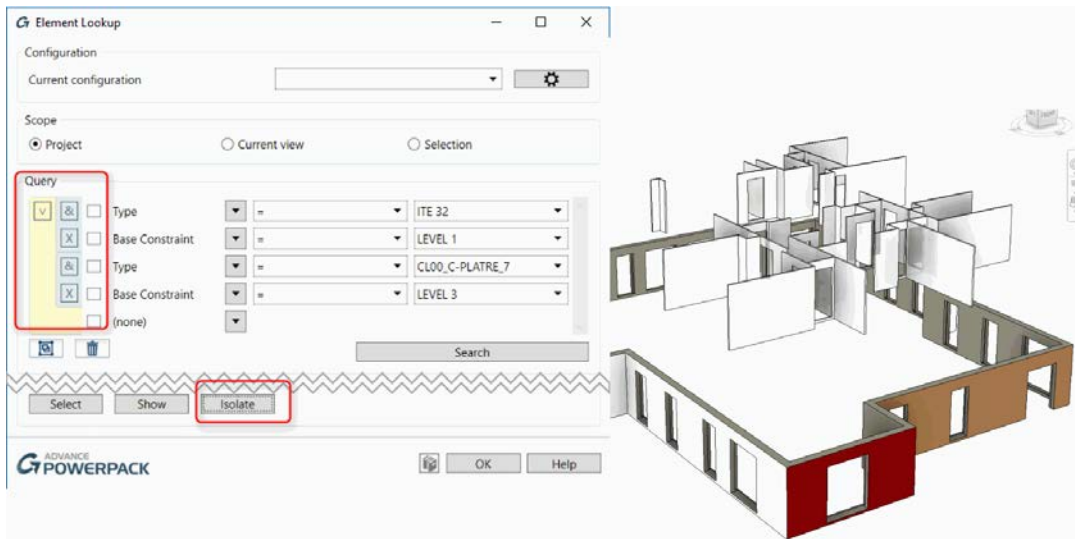 Element Lookup
Configuration
Current configuration
Scope
Project Current view Selection
Query
v & Type = ITE 32
X Base Constraint = LEVEL 1
& Type = CL00_C-PLATRE_7
X Base Constraint = LEVEL 3
(none)
Search
Select Show Isolate
ADVANCE
POWERPACK
OK Help